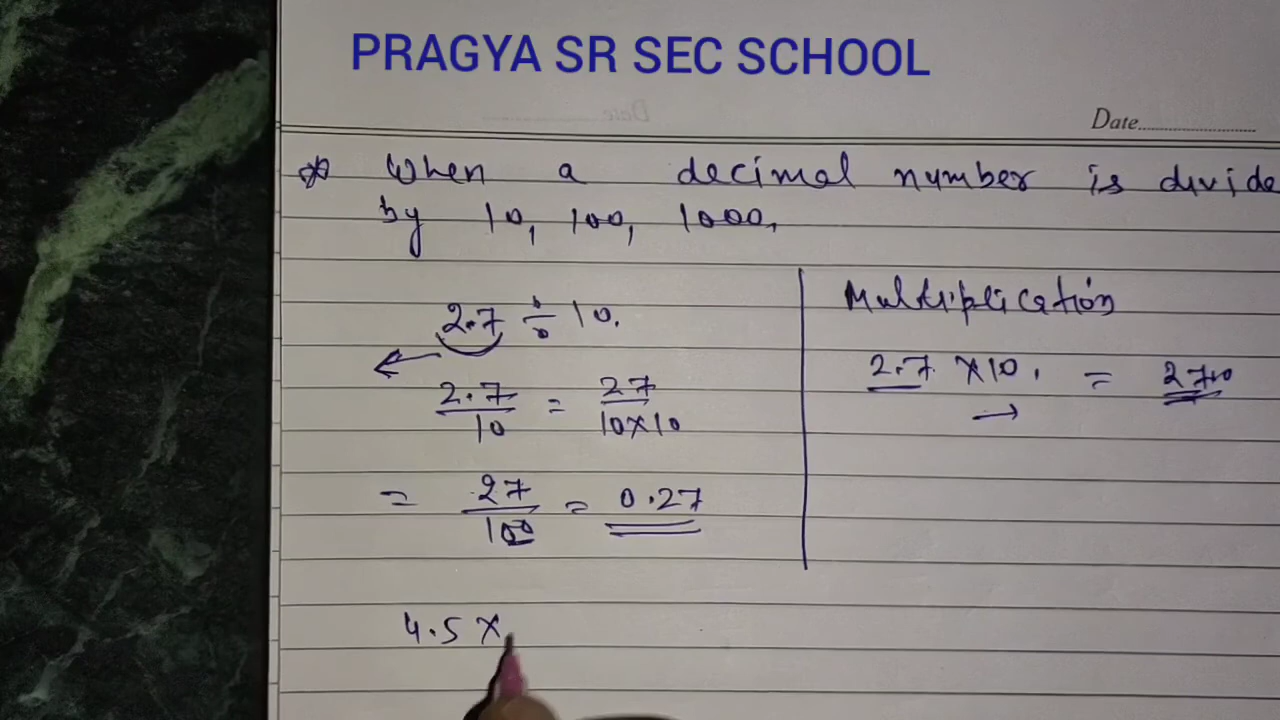 PRAGYA SR SEC SCHOOL
Date
* When a decimal number is divide
by 10, 100, 1000,
2.7 ÷ 10.
2.7/10 = 27/10×10
= 27/100 = 0.27
Multiplication
2.7 ×10. = 27.0
4.5 ×